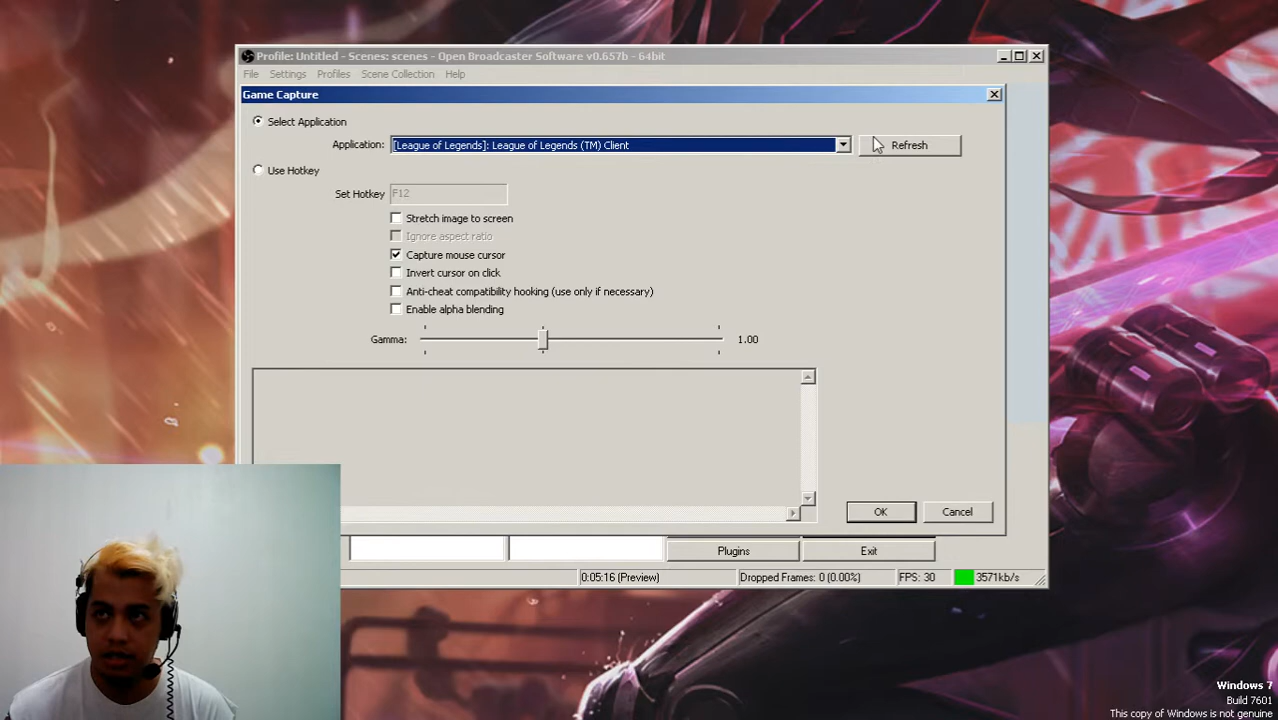 Profile: Untitled - Scenes: scenes - Open Broadcaster Software v0.657b - 64bit
File Settings Profiles Scene Collection Help
Game Capture
Select Application
Application: [League of Legends]: League of Legends (TM) Client Refresh
Use Hotkey
Set Hotkey F12
Stretch image to screen
Ignore aspect ratio
Capture mouse cursor
Invert cursor on click
Anti-cheat compatibility hooking (use only if necessary)
Enable alpha blending
Gamma: 1.00
OK Cancel
Plugins Exit
0:05:16 (Preview) Dropped Frames: 0 (0.00%) FPS: 30 3571kb/s
Windows 7
Build 7601
This copy of Windows is not genuine